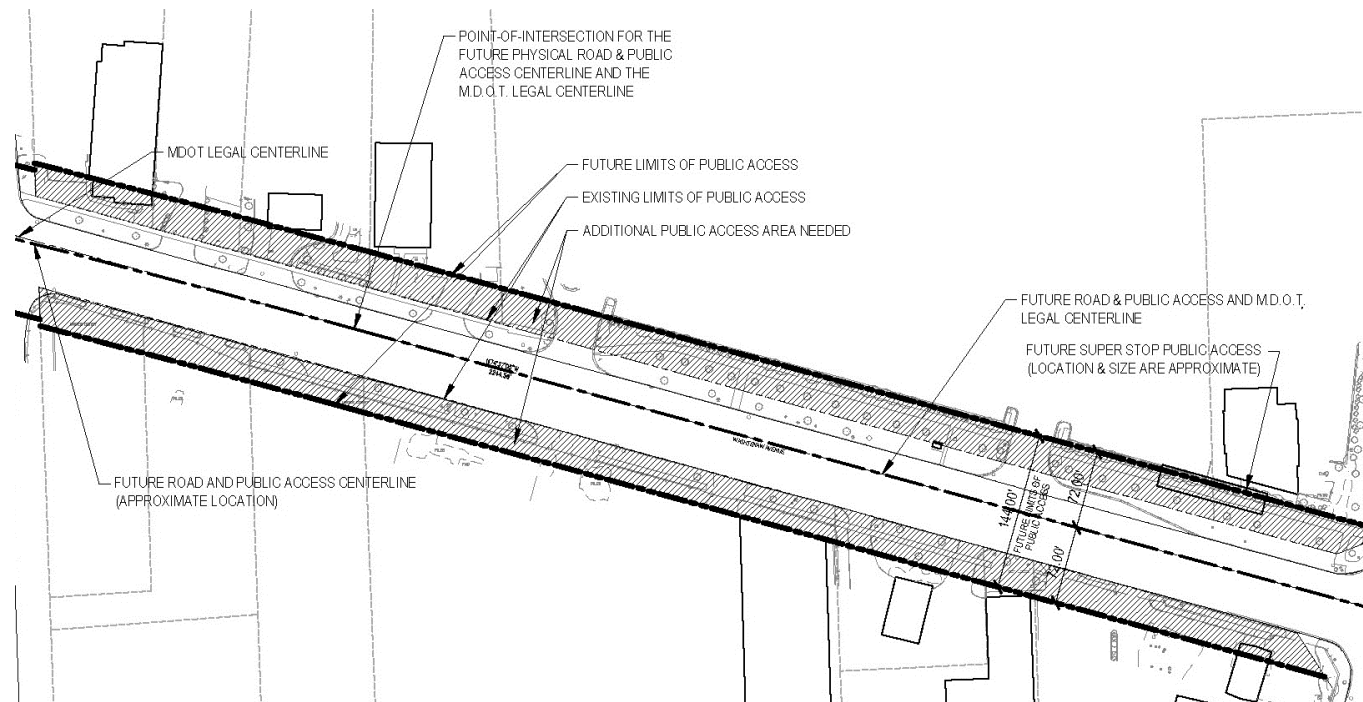 POINT-OF-INTERSECTION FOR THE
FUTURE PHYSICAL ROAD & PUBLIC
ACCESS CENTERLINE AND THE
M.D.O.T. LEGAL CENTERLINE
MDOT LEGAL CENTERLINE
FUTURE LIMITS OF PUBLIC ACCESS
EXISTING LIMITS OF PUBLIC ACCESS
ADDITIONAL PUBLIC ACCESS AREA NEEDED
FUTURE ROAD & PUBLIC ACCESS AND M.D.O.T.
LEGAL CENTERLINE
FUTURE SUPER STOP PUBLIC ACCESS
(LOCATION & SIZE ARE APPROXIMATE)
WASHTENAW AVENUE
FUTURE ROAD AND PUBLIC ACCESS CENTERLINE
(APPROXIMATE LOCATION)
144.00'
FUTURE LIMITS OF
PUBLIC ACCESS
72.00'
72.00'